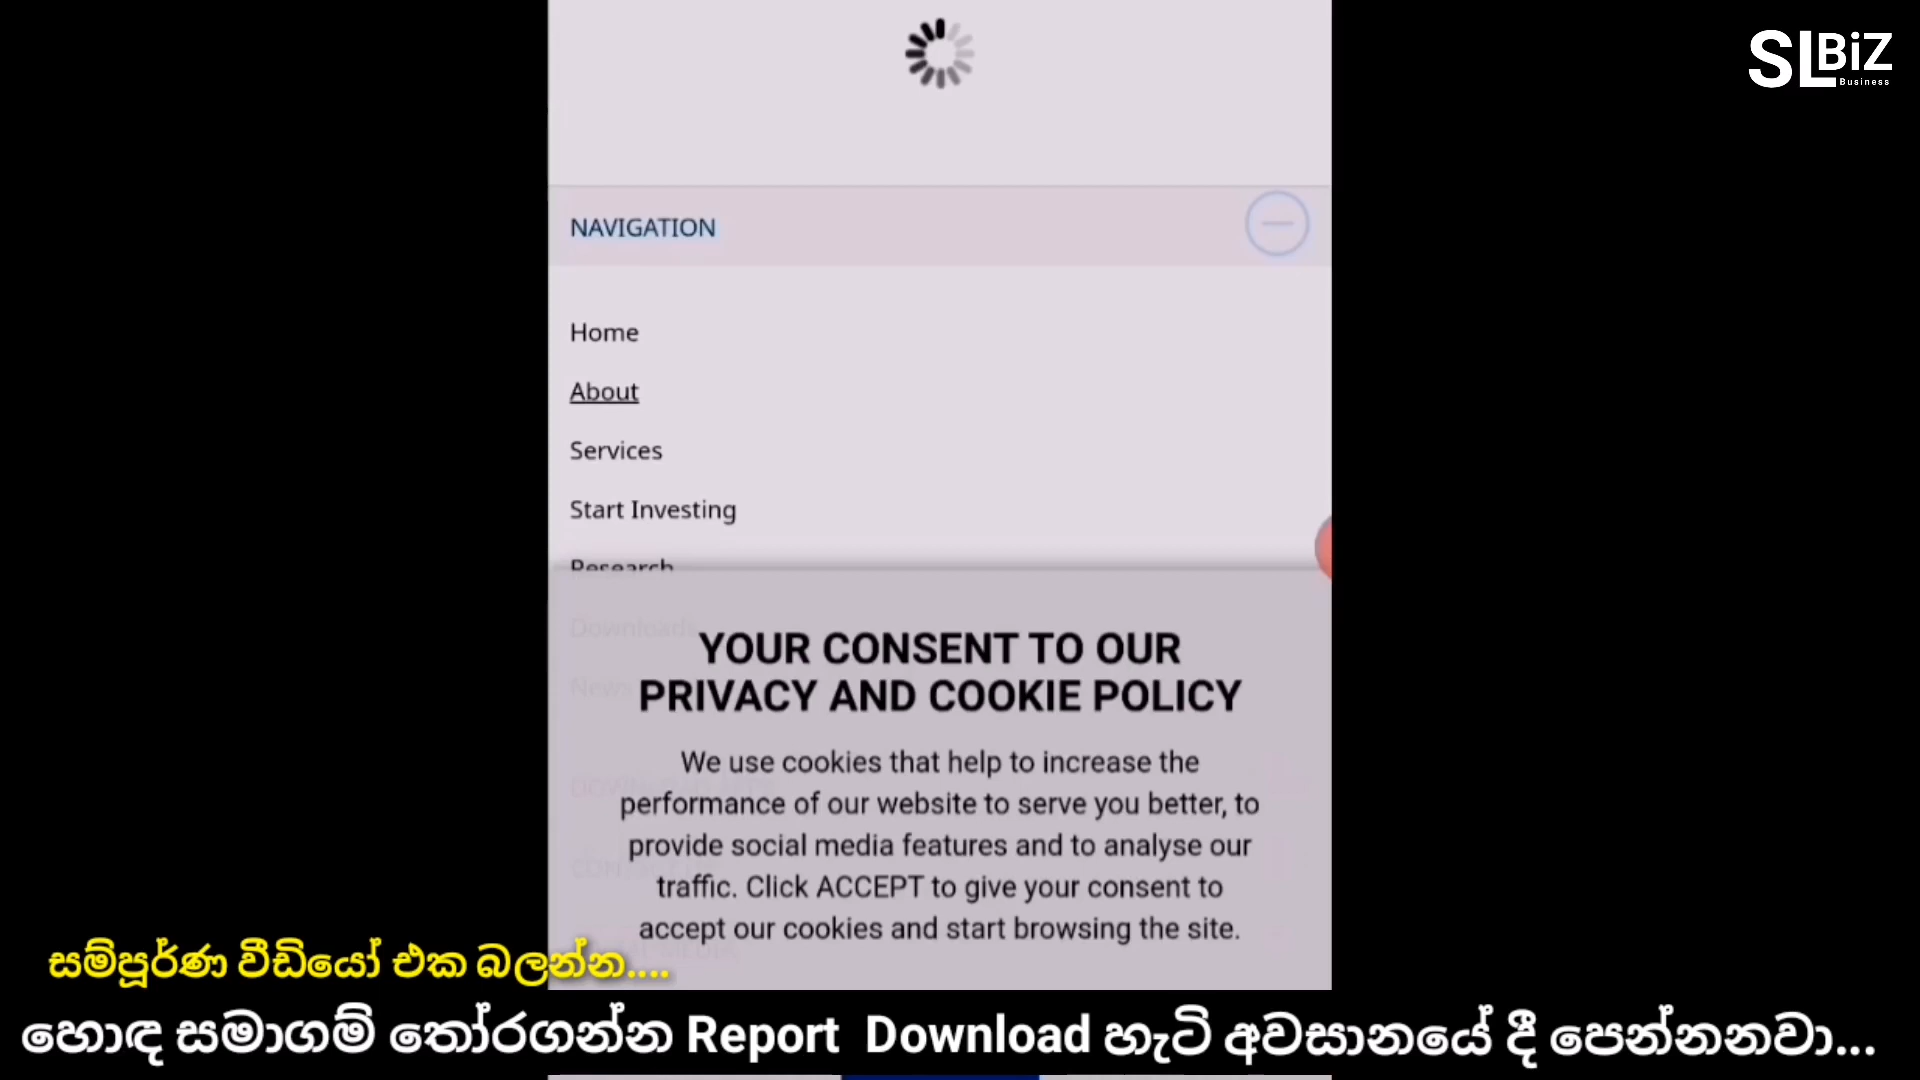 SLBiZ
Business
NAVIGATION
Home
About
Services
Start Investing
Research
Downloads
News
YOUR CONSENT TO OUR
PRIVACY AND COOKIE POLICY
We use cookies that help to increase the
performance of our website to serve you better, to
provide social media features and to analyse our
traffic. Click ACCEPT to give your consent to
accept our cookies and start browsing the site.
සම්පූර්ණ වීඩියෝ එක බලන්න....
හොඳ සමාගම් තෝරගන්න Report Download හැටි අවසානයේ දී පෙන්නනවා...